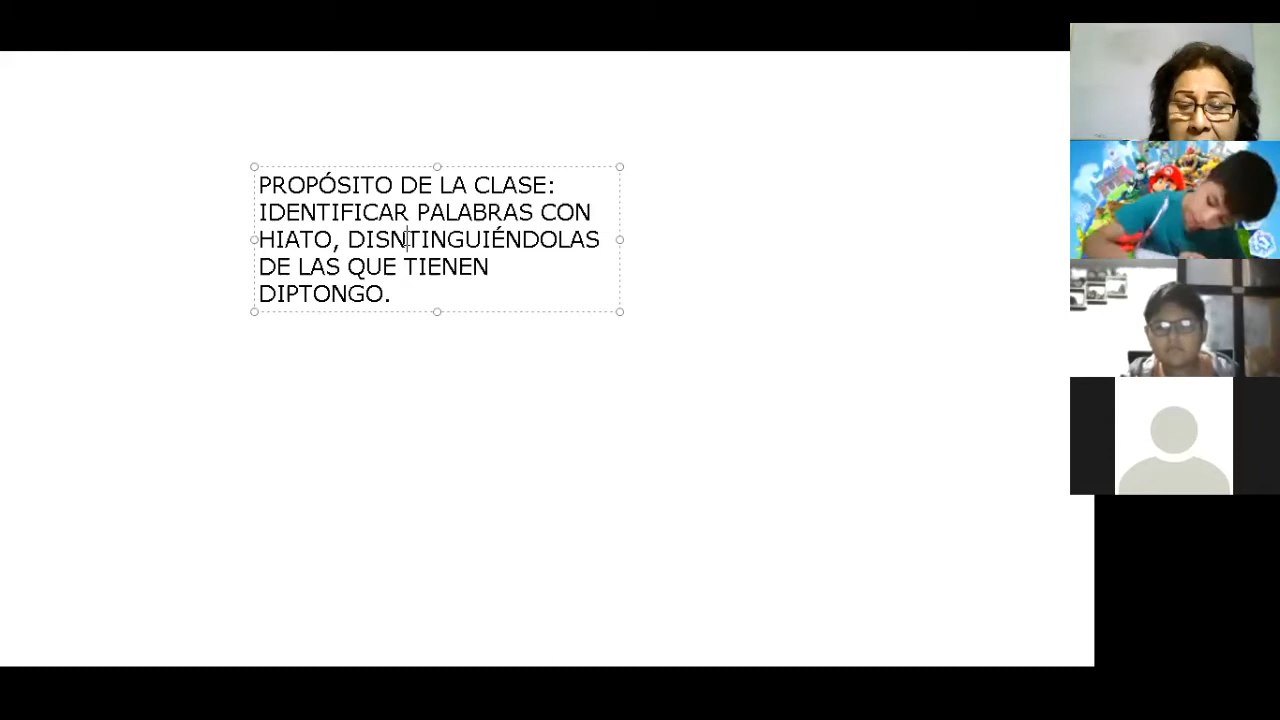 PROPÓSITO DE LA CLASE:
IDENTIFICAR PALABRAS CON
HIATO, DISNTINGUIÉNDOLAS
DE LAS QUE TIENEN
DIPTONGO.